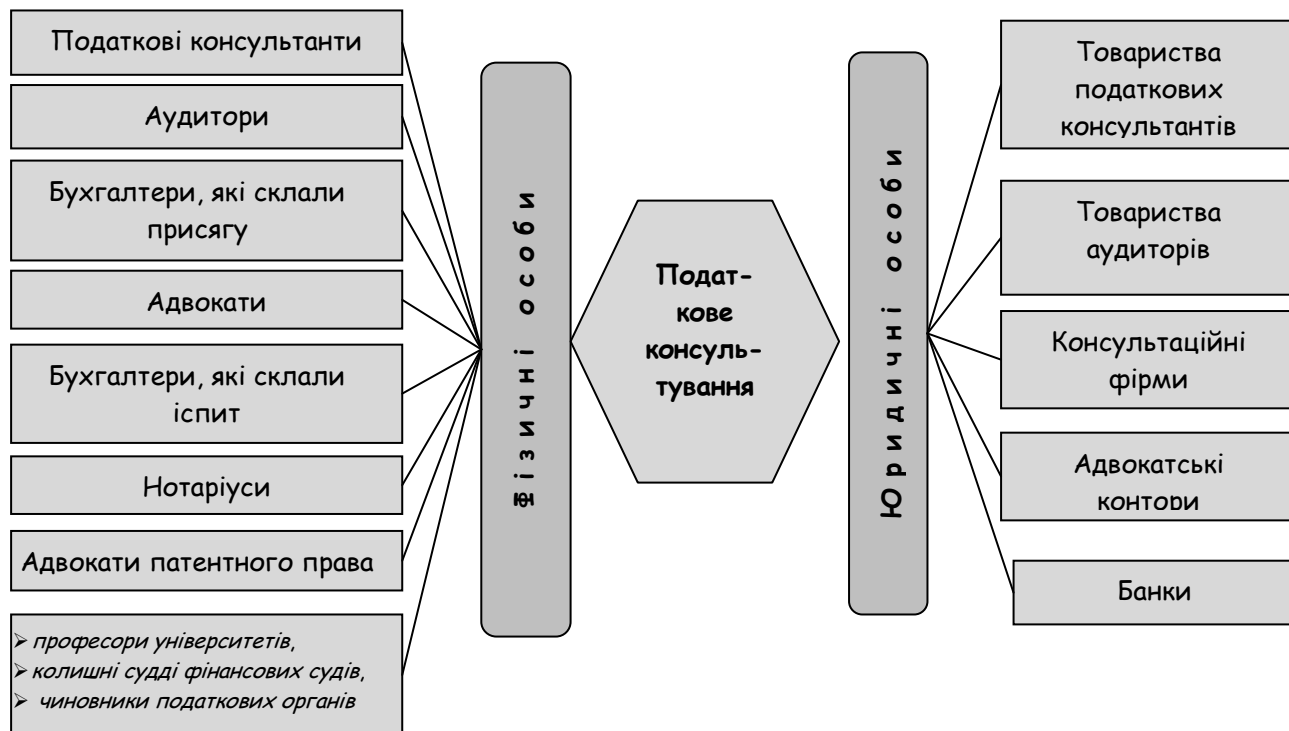 Податкові консультанти
Аудитори
Бухгалтери, які склали
присягу
Адвокати
Бухгалтери, які склали
іспит
Нотаріуси
Адвокати патентного права
➢ професори університетів,
➢ колишні судді фінансових судів,
➢ чиновники податкових органів
Фізичні особи
Подат-
кове
консуль-
тування
Юридичні особи
Товариства
податкових
консультантів
Товариства
аудиторів
Консультаційні
фірми
Адвокатські
контори
Банки